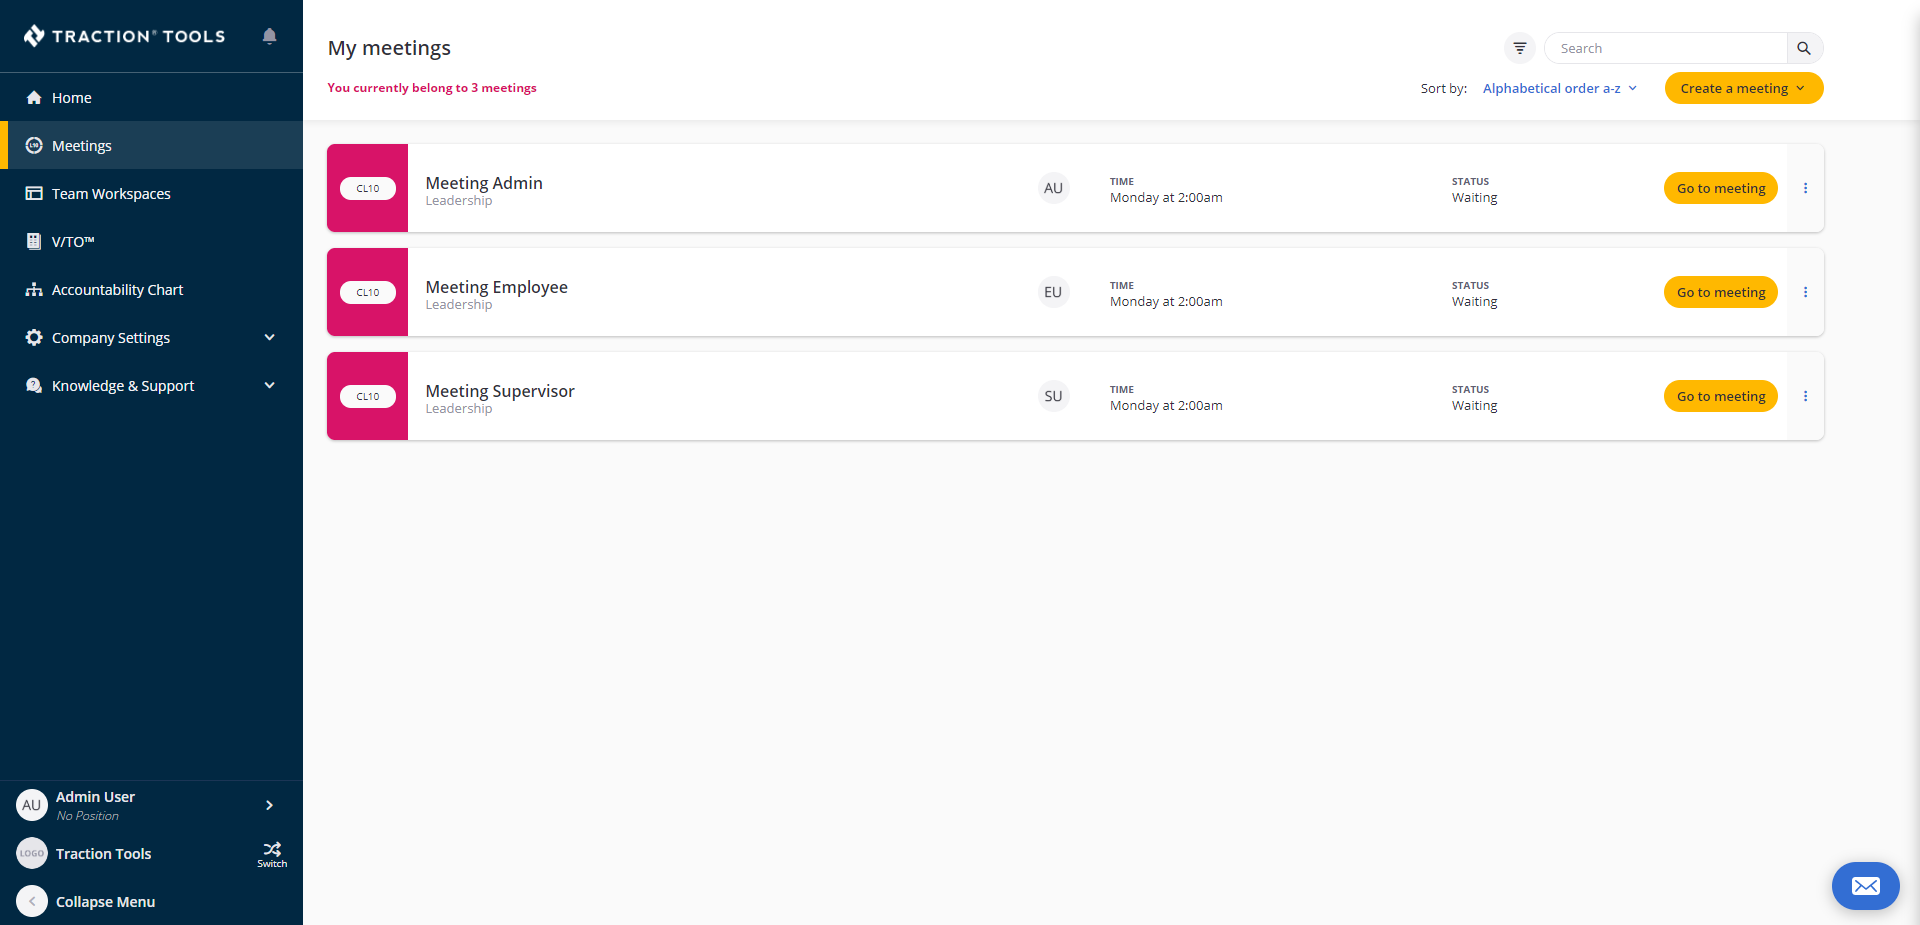 TRACTION® TOOLS
Home
Meetings
Team Workspaces
V/TO™
Accountability Chart
Company Settings
Knowledge & Support
AU
Admin User
No Position
LOGO
Traction Tools
Switch
Collapse Menu
My meetings
Search
You currently belong to 3 meetings
Sort by: Alphabetical order a-z
Create a meeting
CL10
Meeting Admin
Leadership
AU
TIME
Monday at 2:00am
STATUS
Waiting
Go to meeting
CL10
Meeting Employee
Leadership
EU
TIME
Monday at 2:00am
STATUS
Waiting
Go to meeting
CL10
Meeting Supervisor
Leadership
SU
TIME
Monday at 2:00am
STATUS
Waiting
Go to meeting